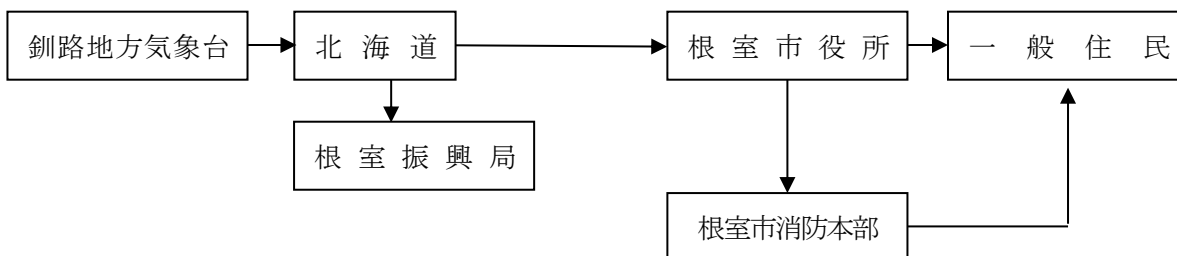 釧路地方気象台
北海道
根室市役所
一般住民
根室振興局
根室市消防本部